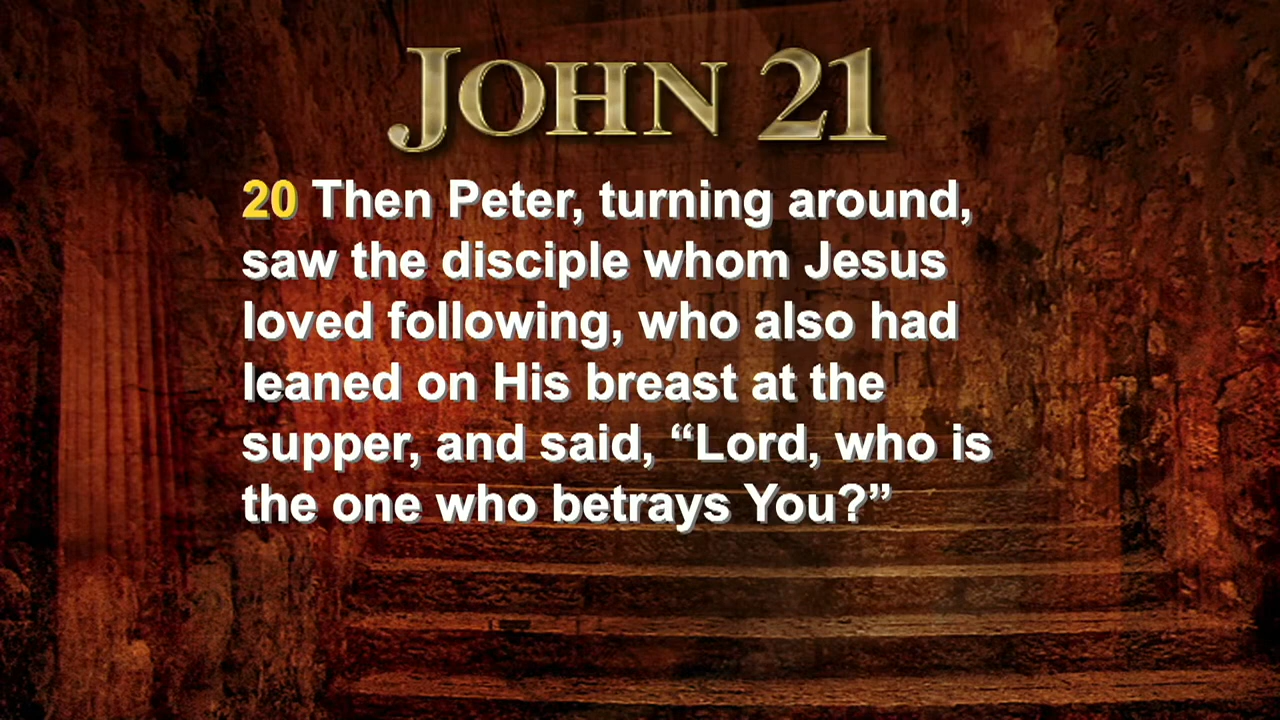 JOHN 21
20 Then Peter, turning around,
saw the disciple whom Jesus
loved following, who also had
leaned on His breast at the
supper, and said, “Lord, who is
the one who betrays You?”